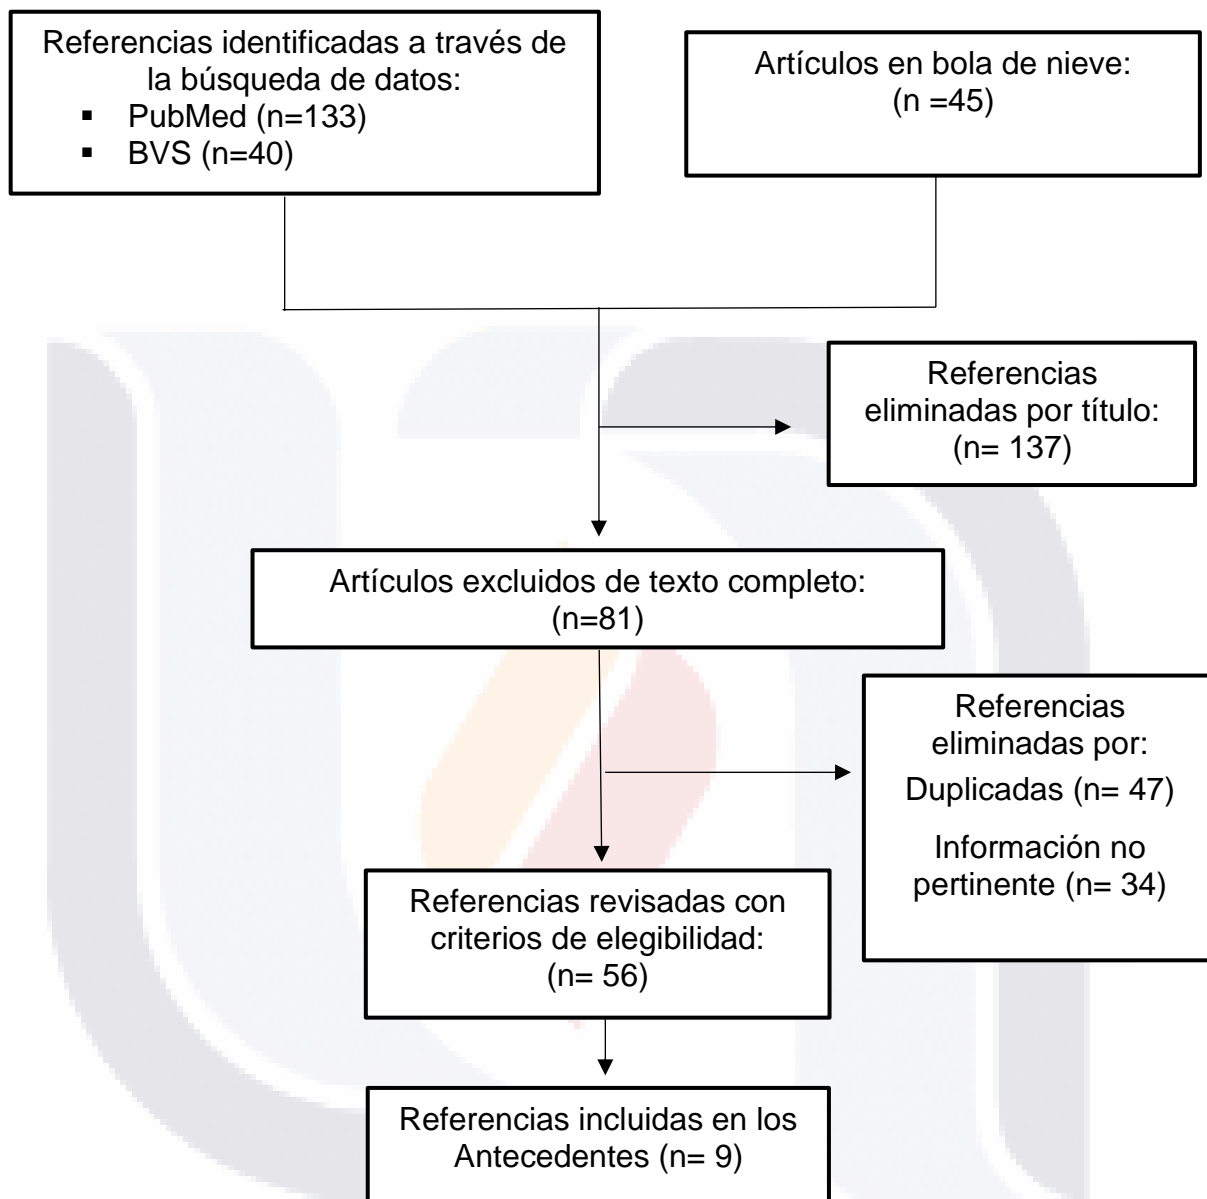 Referencias identificadas a través de
la búsqueda de datos:
▪ PubMed (n=133)
▪ BVS (n=40)
Artículos en bola de nieve:
(n =45)
Referencias
eliminadas por título:
(n= 137)
Artículos excluidos de texto completo:
(n=81)
Referencias
eliminadas por:
Duplicadas (n= 47)
Información no
pertinente (n= 34)
Referencias revisadas con
criterios de elegibilidad:
(n= 56)
Referencias incluidas en los
Antecedentes (n= 9)